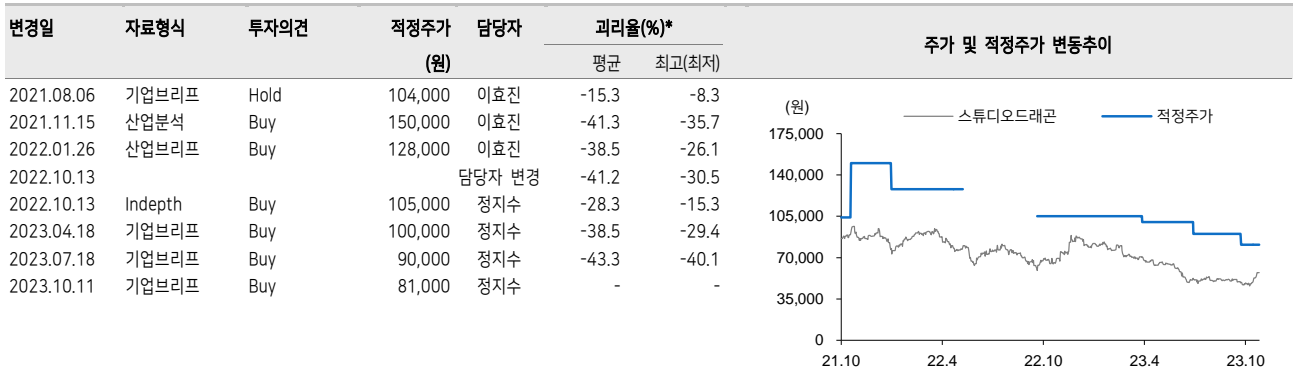 변경일 자료형식 투자의견 적정주가 담당자 괴리율(%)*
(원) 평균 최고(최저)
2021.08.06 기업브리프 Hold 104,000 이효진 -15.3 -8.3
2021.11.15 산업분석 Buy 150,000 이효진 -41.3 -35.7
2022.01.26 산업브리프 Buy 128,000 이효진 -38.5 -26.1
2022.10.13 담당자 변경 -41.2 -30.5
2022.10.13 Indepth Buy 105,000 정지수 -28.3 -15.3
2023.04.18 기업브리프 Buy 100,000 정지수 -38.5 -29.4
2023.07.18 기업브리프 Buy 90,000 정지수 -43.3 -40.1
2023.10.11 기업브리프 Buy 81,000 정지수 - -
주가 및 적정주가 변동추이
(원)
스튜디오드래곤 적정주가
175,000
140,000
105,000
70,000
35,000
0
21.10 22.4 22.10 23.4 23.10